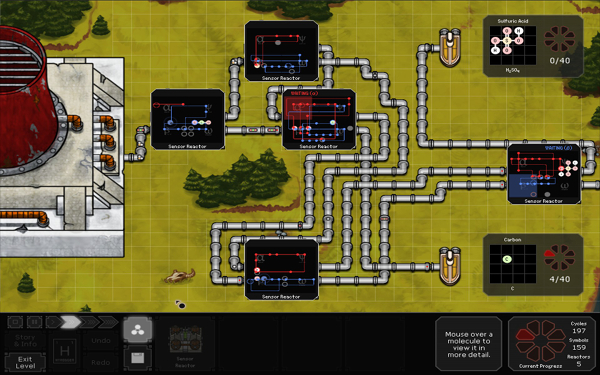 Sulfuric Acid
0/40
H₂SO₄
Sensor Reactor
WAITING (α)
Sensor Reactor
Sensor Reactor
WAITING (β)
Sensor Reactor
Sensor Reactor
Carbon
C
4/40
C
Story
& Info
Exit
Level
H
Undo
Redo
Sensor
Reactor
Mouse over a
molecule to
view it in
more detail.
Cycles
197
Symbols
159
Reactors
5
Current Progress